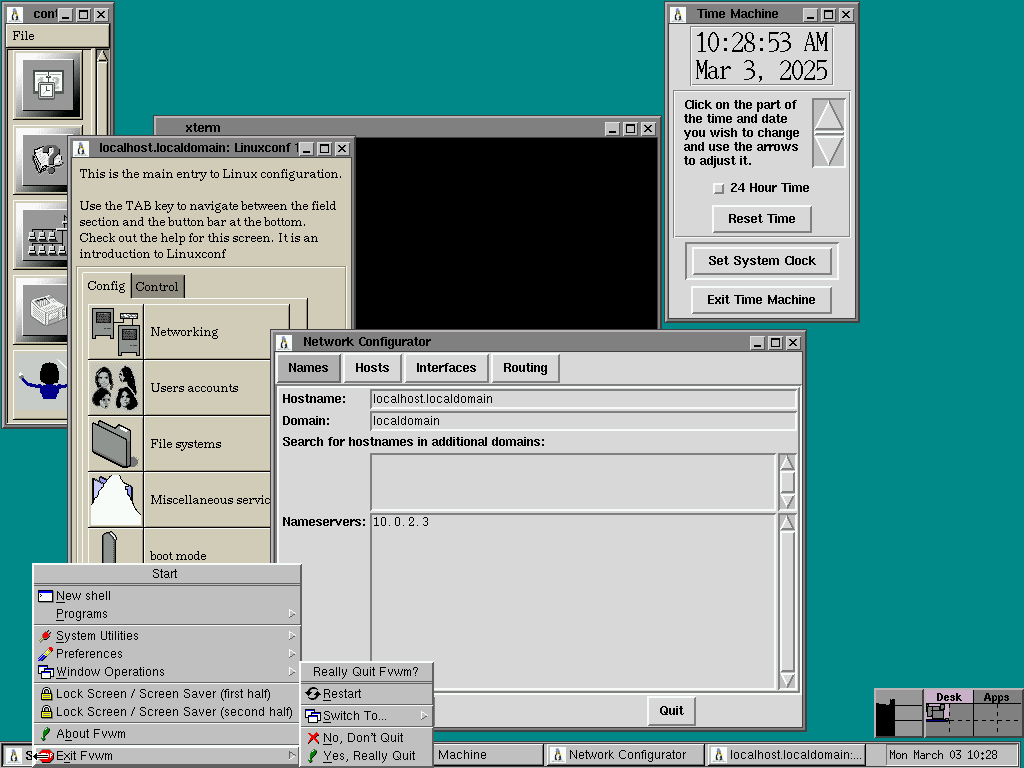 cont
File
xterm
localhost.localdomain: Linuxconf 1
This is the main entry to Linux configuration.
Use the TAB key to navigate between the field
section and the button bar at the bottom.
Check out the help for this screen. It is an
introduction to Linuxconf
Config
Control
Networking
Users accounts
File systems
Miscellaneous servic
boot mode
Time Machine
10:28:53 AM
Mar 3, 2025
Click on the part of
the time and date
you wish to change
and use the arrows
to adjust it.
24 Hour Time
Reset Time
Set System Clock
Exit Time Machine
Network Configurator
Names
Hosts
Interfaces
Routing
Hostname:
localhost.localdomain
Domain:
localdomain
Search for hostnames in additional domains:
Nameservers:
10.0.2.3
Quit
Start
New shell
Programs
System Utilities
Preferences
Window Operations
Lock Screen / Screen Saver (first half)
Lock Screen / Screen Saver (second half)
About Fvwm
Exit Fvwm
Really Quit Fvwm?
Restart
Switch To...
No, Don't Quit
Yes, Really Quit
Desk
Apps
Machine
Network Configurator
localhost.localdomain:...
Mon March 03 10:28